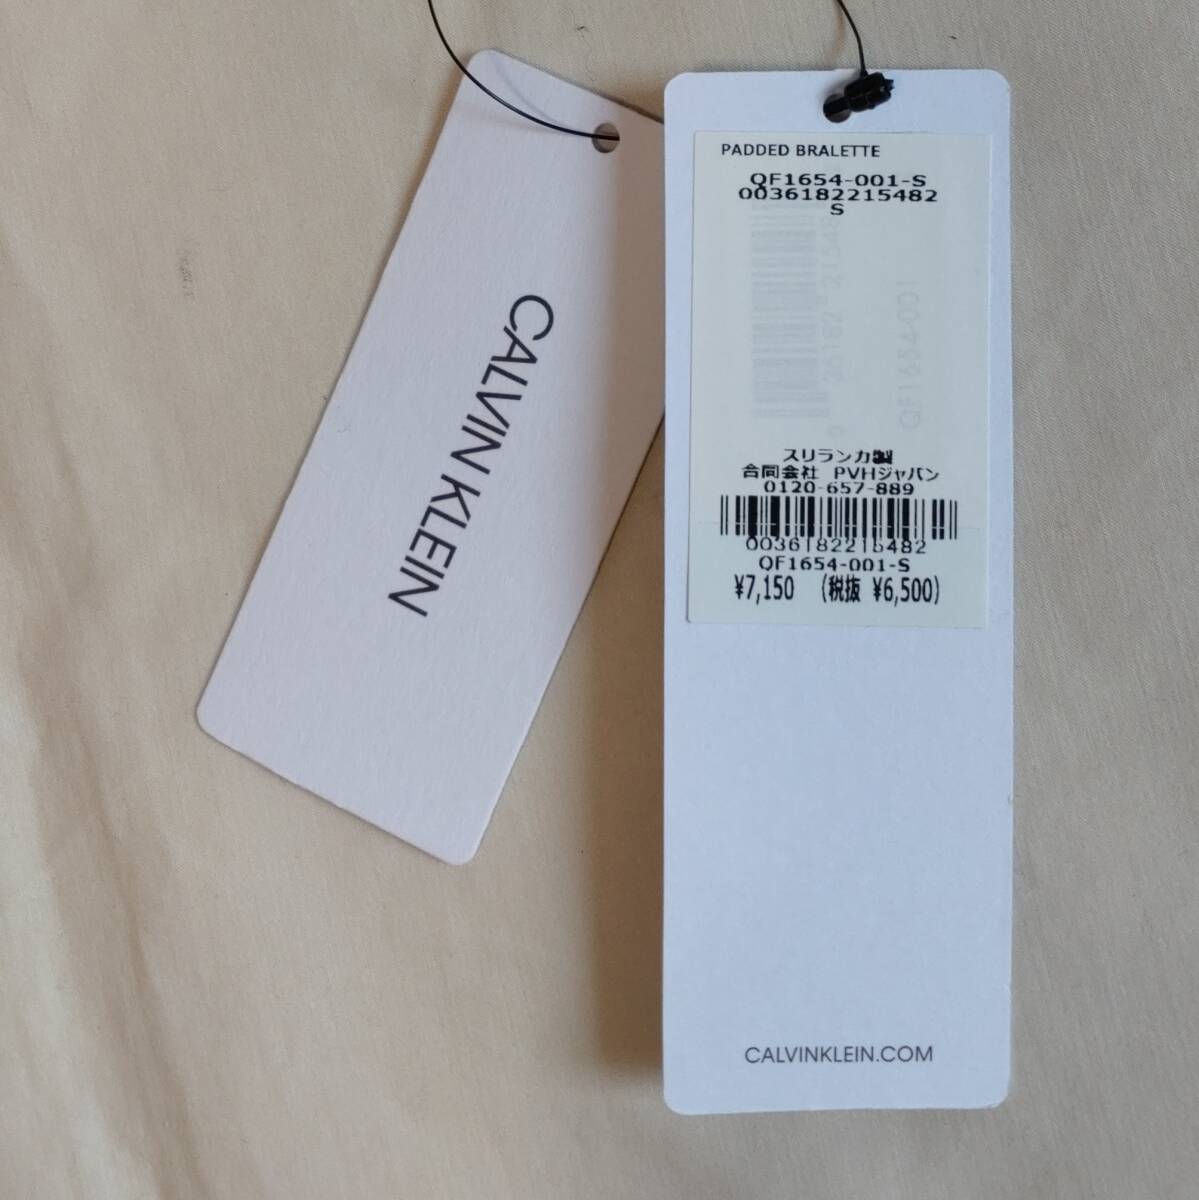 CALVIN KLEIN
PADDED BRALETTE
QF1654-001-S
0036182215482
S
QF1654-001
スリランカ製
合同会社 PVHジャパン
0120-657-889
0036182215482
QF1654-001-S
¥7,150 (税抜 ¥6,500)
CALVINKLEIN.COM